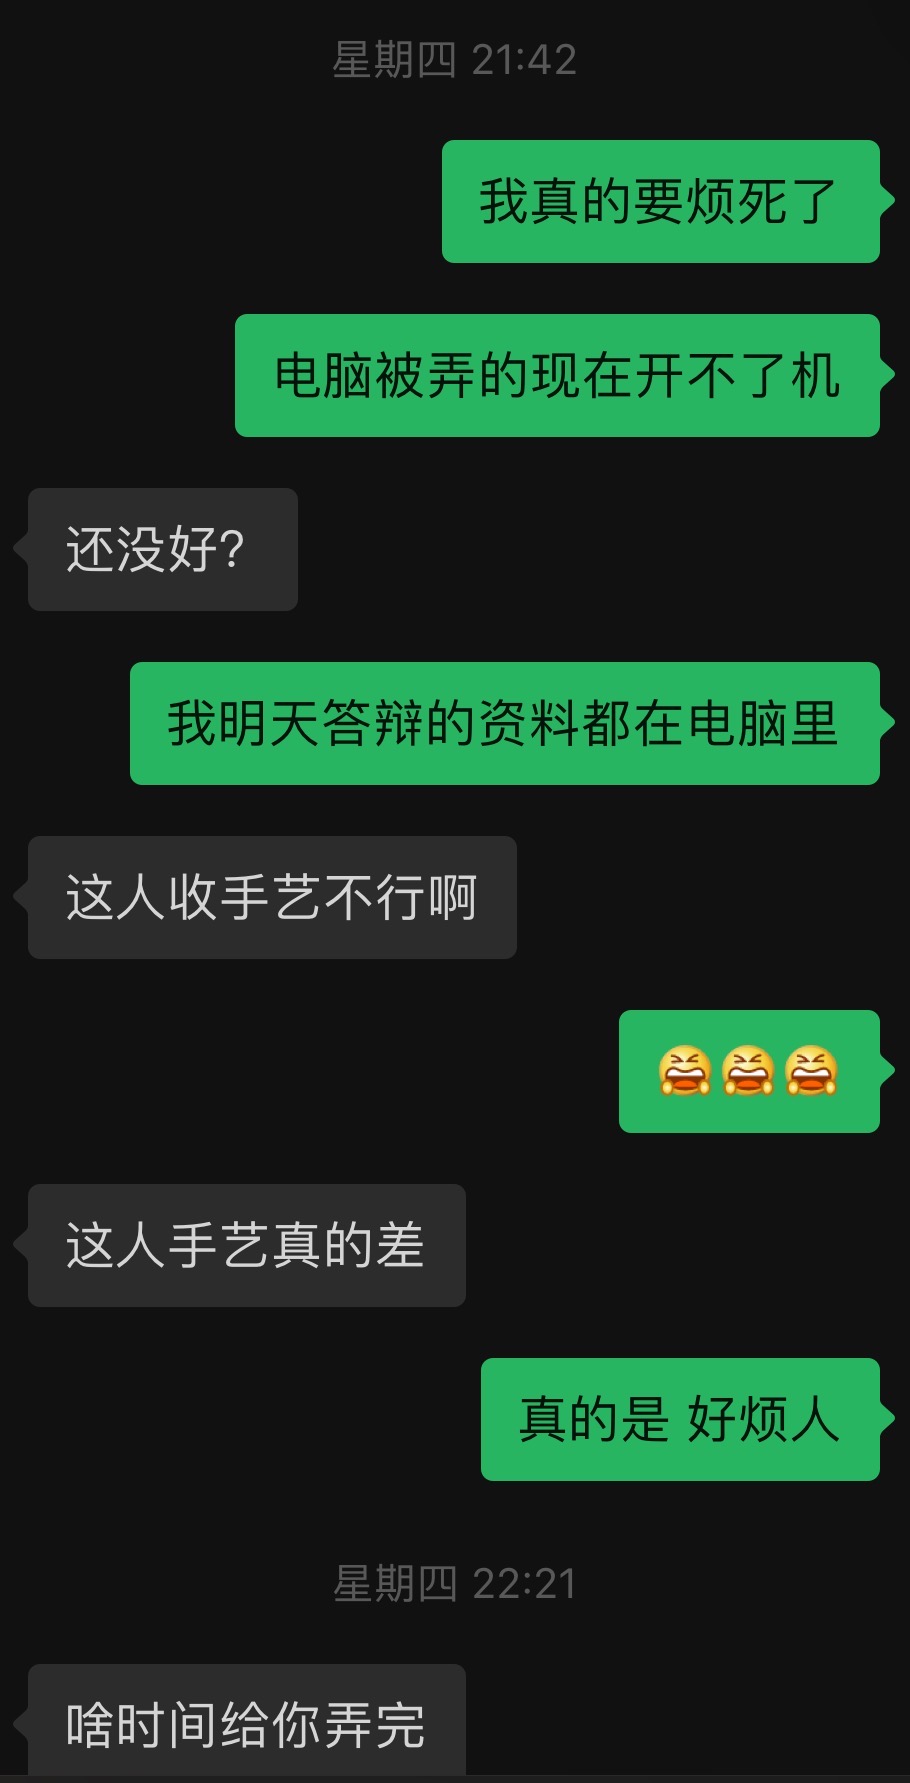 星期四 21:42
我真的要烦死了
电脑被弄的现在开不了机
还没好?
我明天答辩的资料都在电脑里
这人收手艺不行啊
😭😭😭
这人手艺真的差
真的是 好烦人
星期四 22:21
啥时间给你弄完